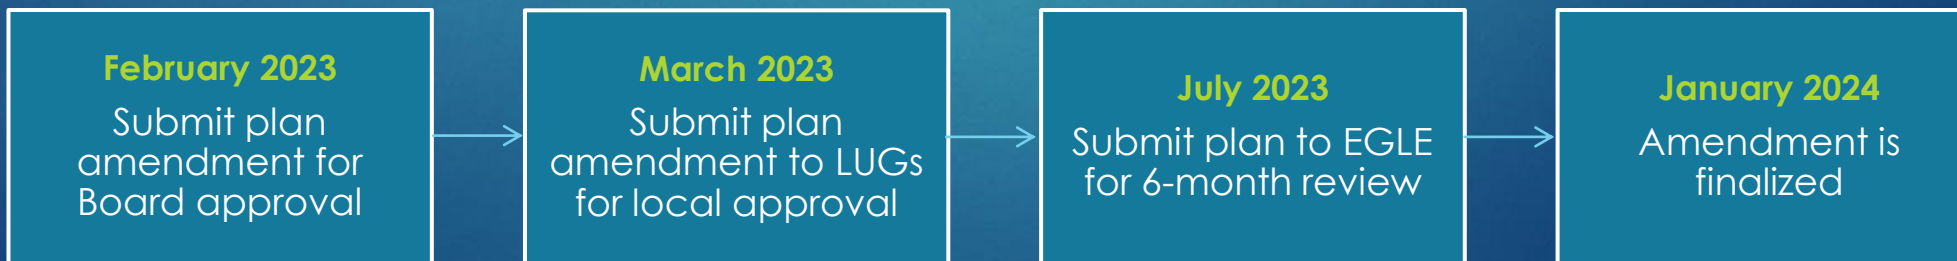 February 2023
Submit plan
amendment for
Board approval
March 2023
Submit plan
amendment to LUGs
for local approval
July 2023
Submit plan to EGLE
for 6-month review
January 2024
Amendment is
finalized